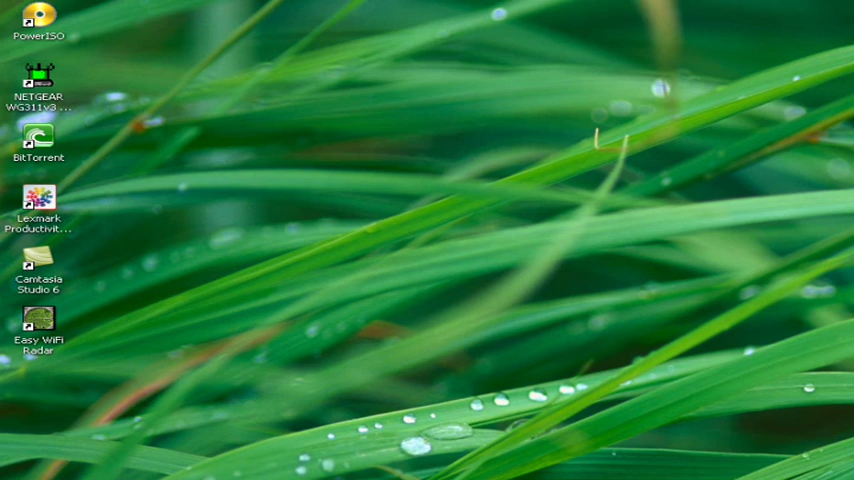 PowerISO
NETGEAR
WG311v3 ...
BitTorrent
Lexmark
Productivit...
Camtasia
Studio 6
Easy WiFi
Radar